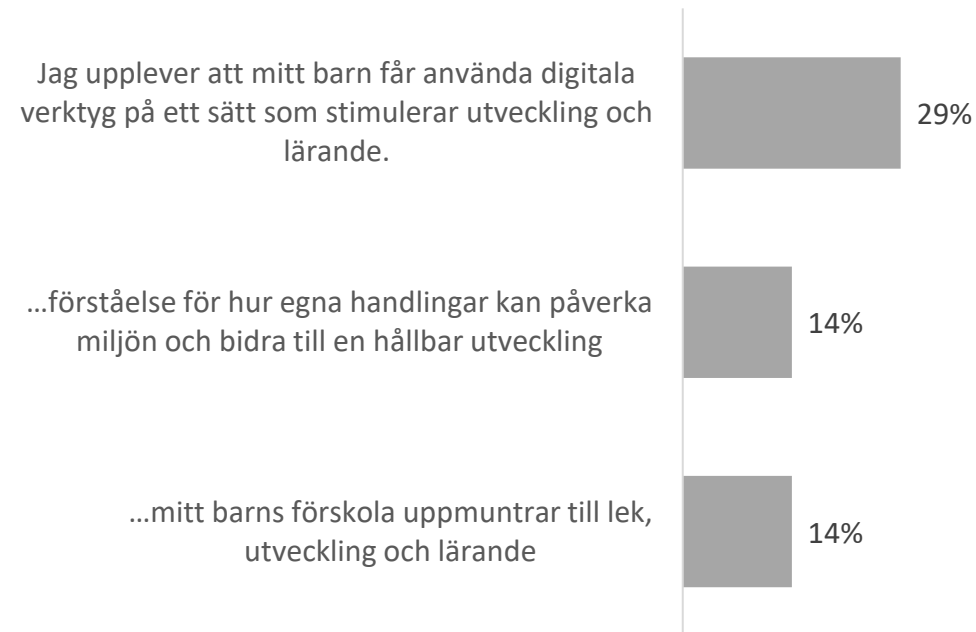 Jag upplever att mitt barn får använda digitala
verktyg på ett sätt som stimulerar utveckling och
lärande.
29%
…förståelse för hur egna handlingar kan påverka
miljön och bidra till en hållbar utveckling
14%
…mitt barns förskola uppmuntrar till lek,
utveckling och lärande
14%